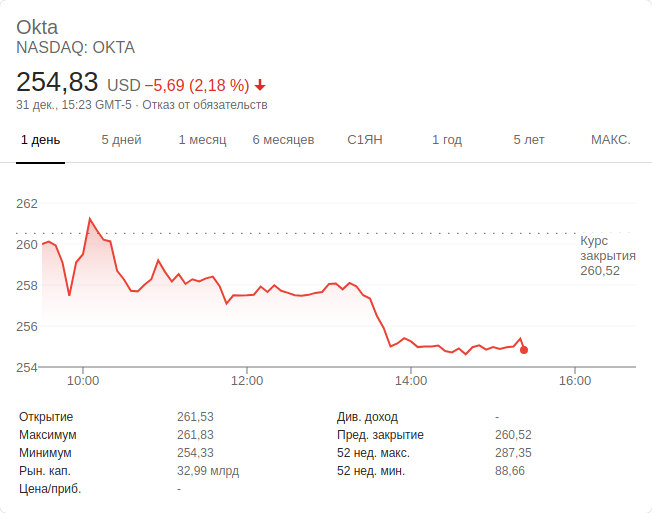 Okta
NASDAQ: OKTA
254,83 USD −5,69 (2,18 %)
31 дек., 15:23 GMT-5 · Отказ от обязательств
1 день 5 дней 1 месяц 6 месяцев С1ЯН 1 год 5 лет МАКС.
262
260
258
256
254
Курс
закрытия
260,52
10:00 12:00 14:00 16:00
Открытие 261,53 Див. доход -
Максимум 261,83 Пред. закрытие 260,52
Минимум 254,33 52 нед. макс. 287,35
Рын. кап. 32,99 млрд 52 нед. мин. 88,66
Цена/приб. -